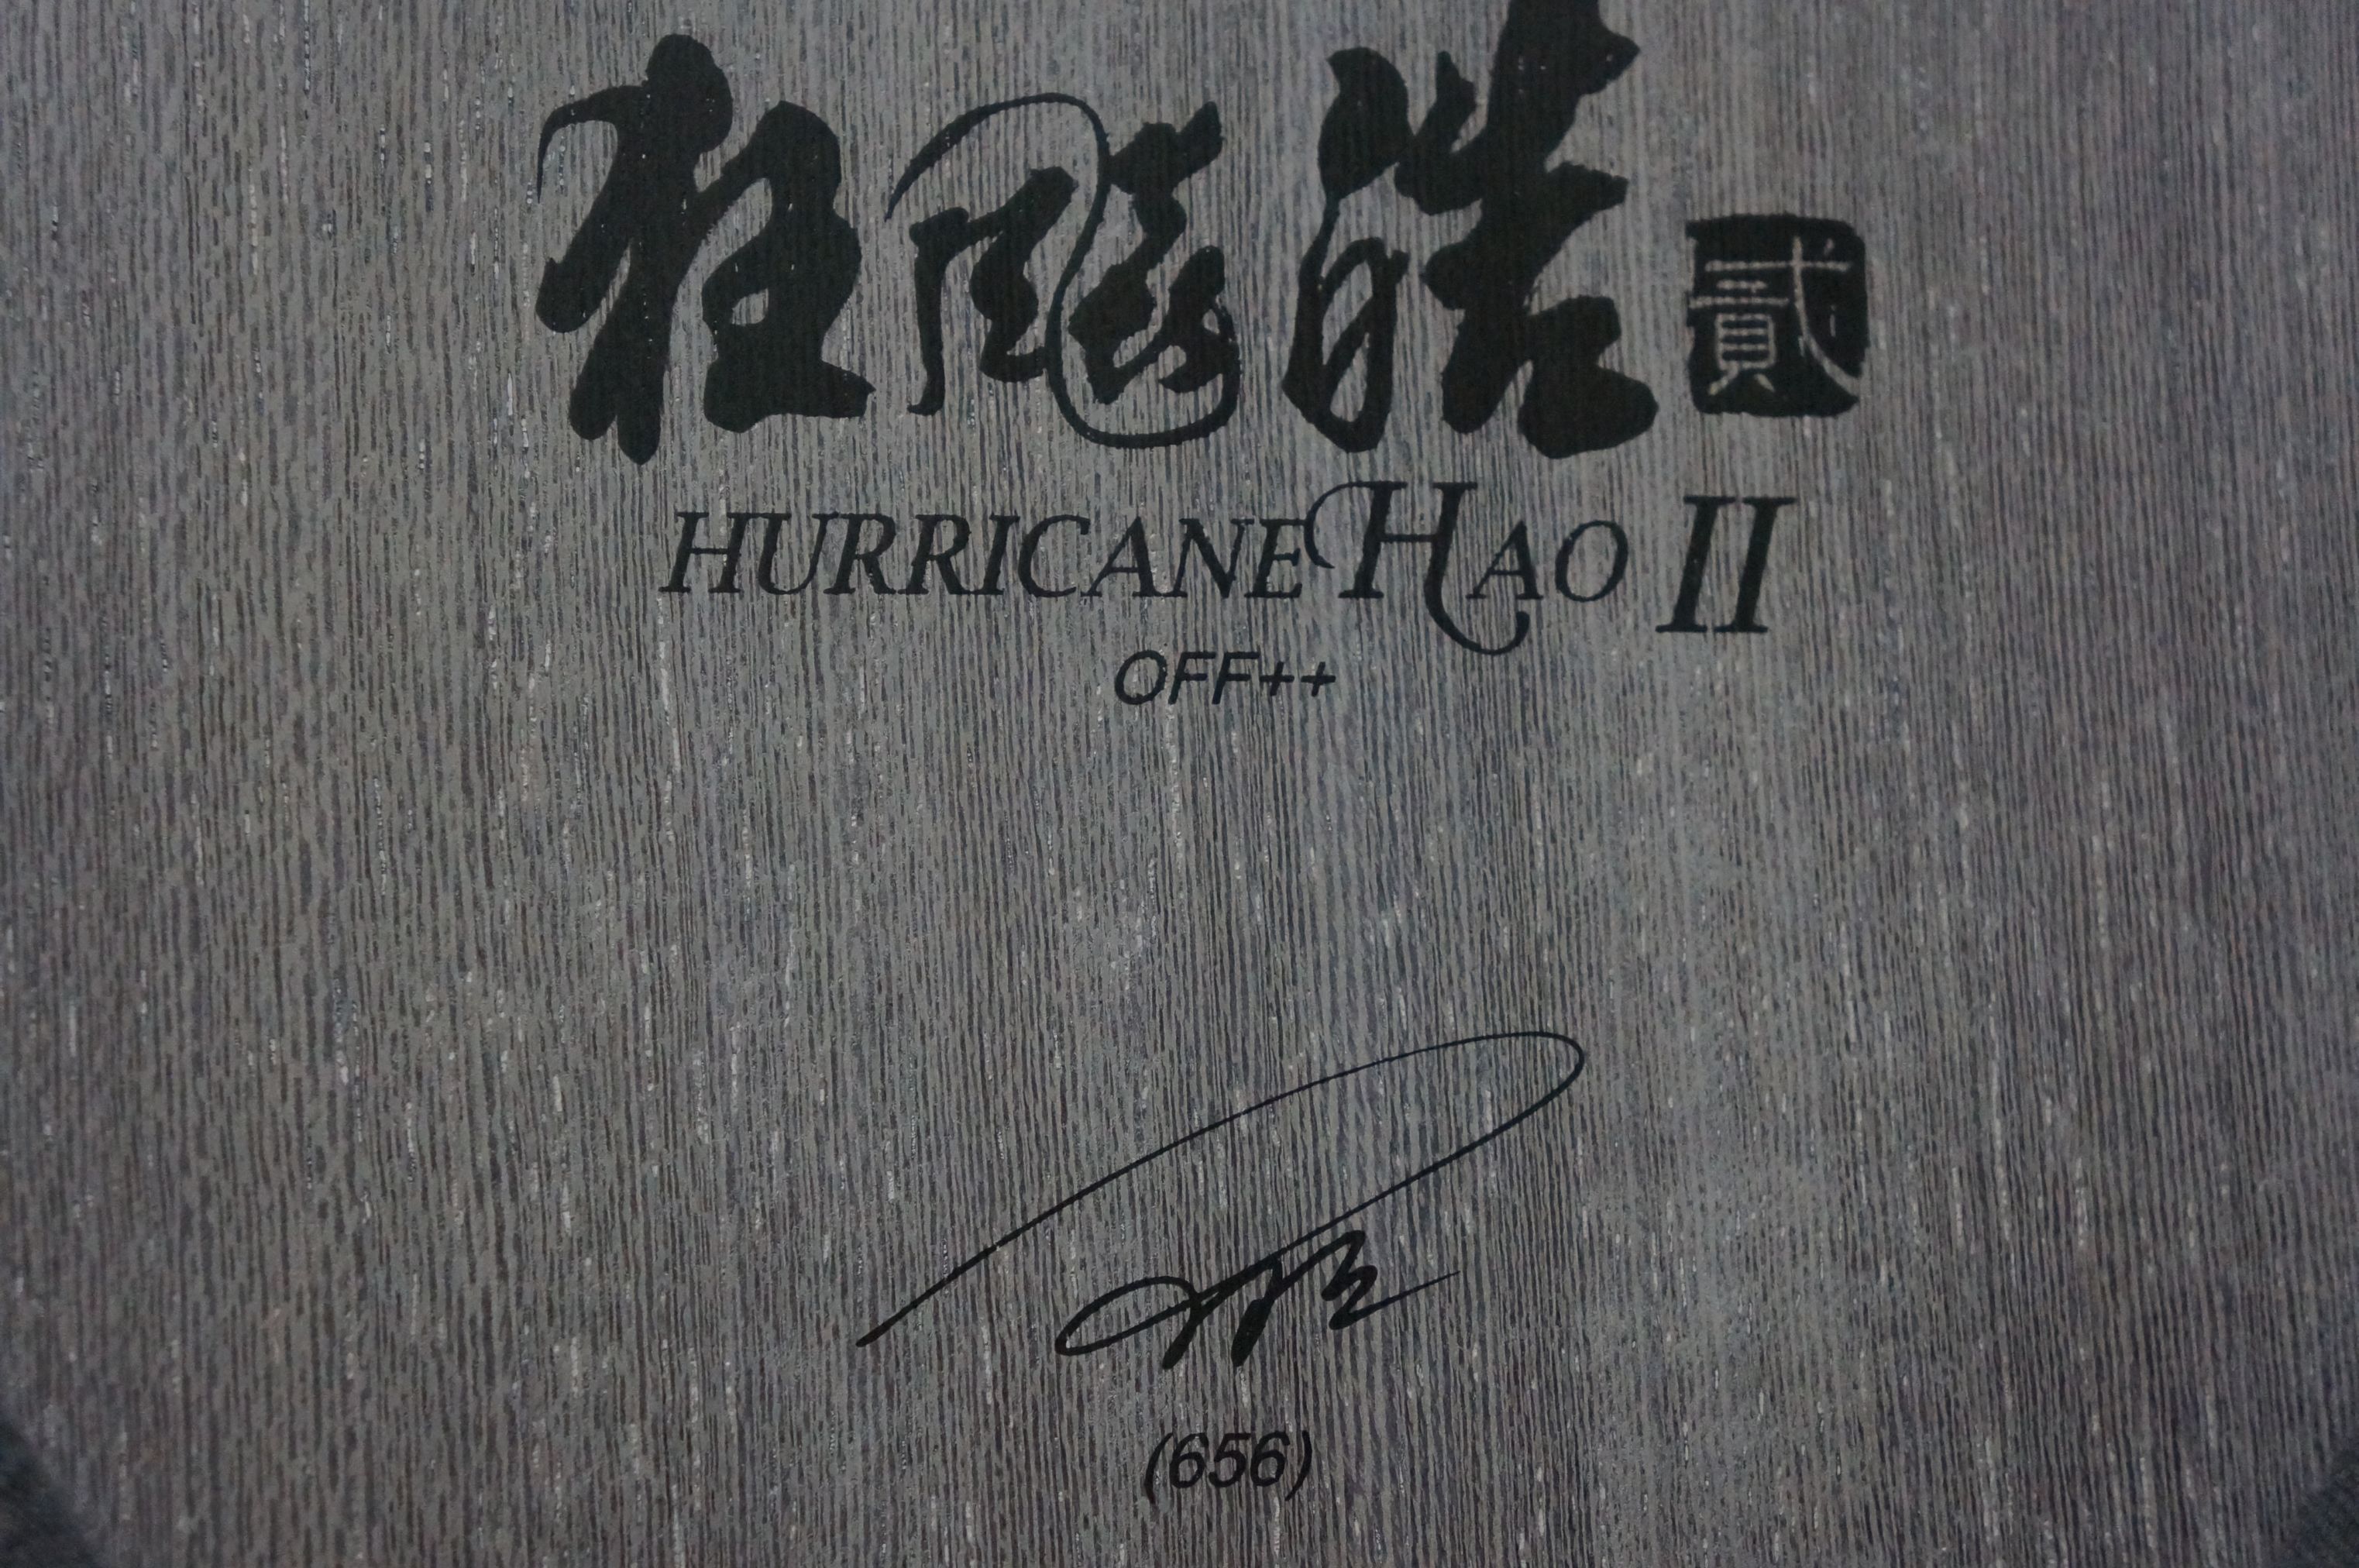 狂飚皓 貳
HURRICANE HAO II
OFF++
(656)